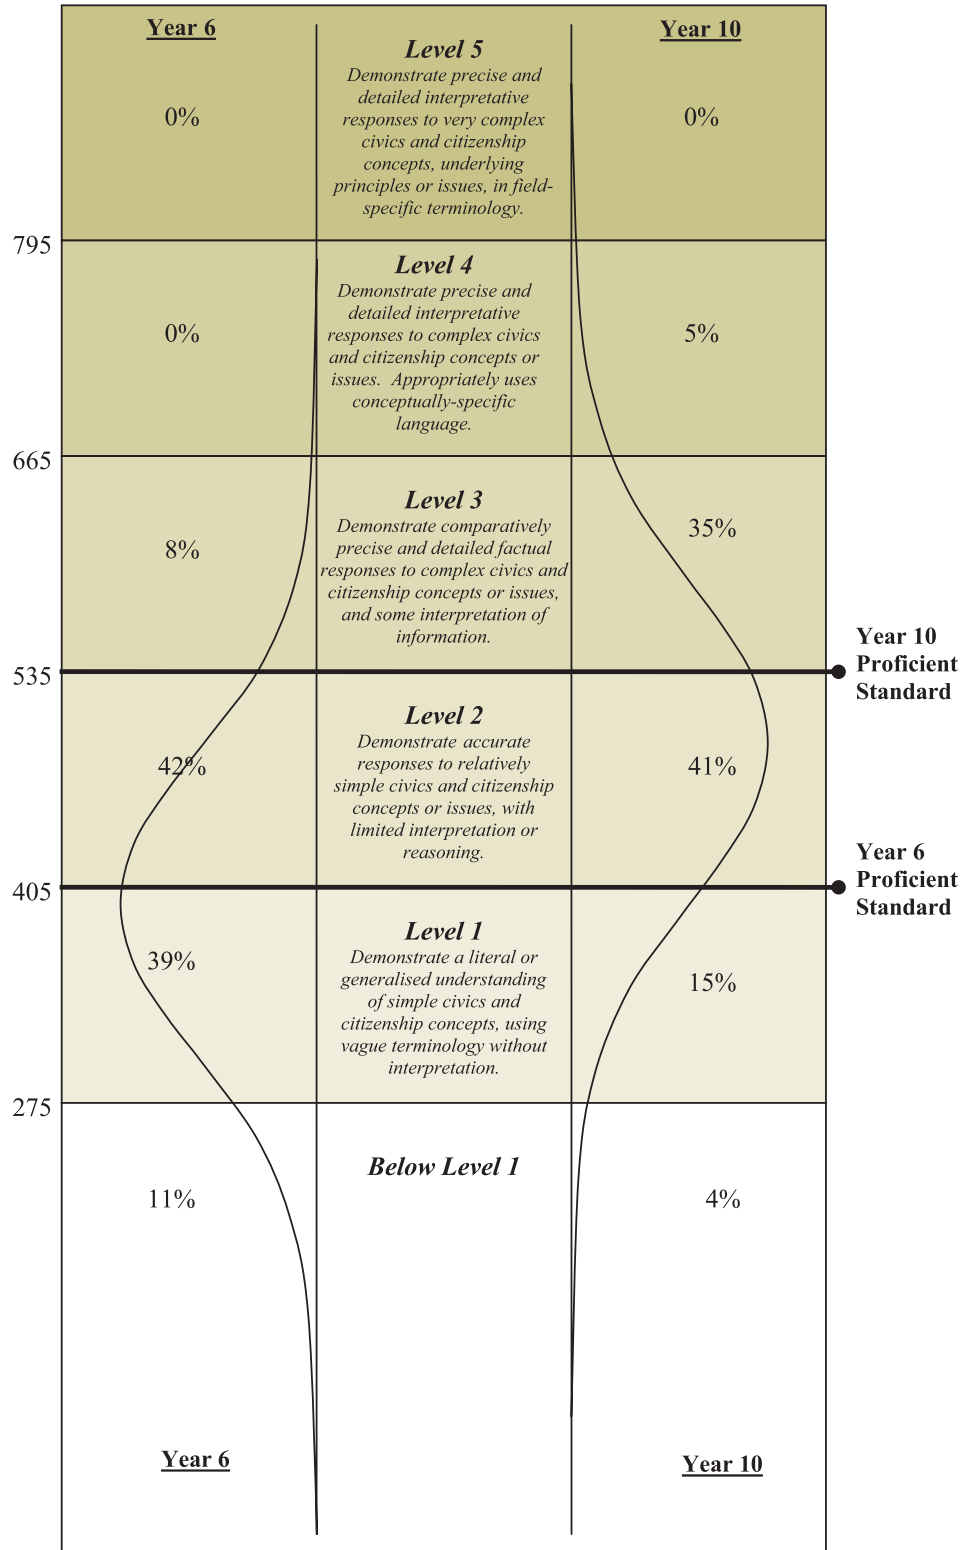 Year 6
Year 10
Level 5
Demonstrate precise and
detailed interpretative
responses to very complex
civics and citizenship
concepts, underlying
principles or issues, in field-
specific terminology.
0%
0%
795
Level 4
Demonstrate precise and
detailed interpretative
responses to complex civics
and citizenship concepts or
issues. Appropriately uses
conceptually-specific
language.
0%
5%
665
Level 3
Demonstrate comparatively
precise and detailed factual
responses to complex civics and
citizenship concepts or issues,
and some interpretation of
information.
8%
35%
Year 10
Proficient
Standard
535
Level 2
Demonstrate accurate
responses to relatively
simple civics and citizenship
concepts or issues, with
limited interpretation or
reasoning.
42%
41%
Year 6
Proficient
Standard
405
Level 1
Demonstrate a literal or
generalised understanding
of simple civics and
citizenship concepts, using
vague terminology without
interpretation.
39%
15%
275
Below Level 1
11%
4%
Year 6
Year 10